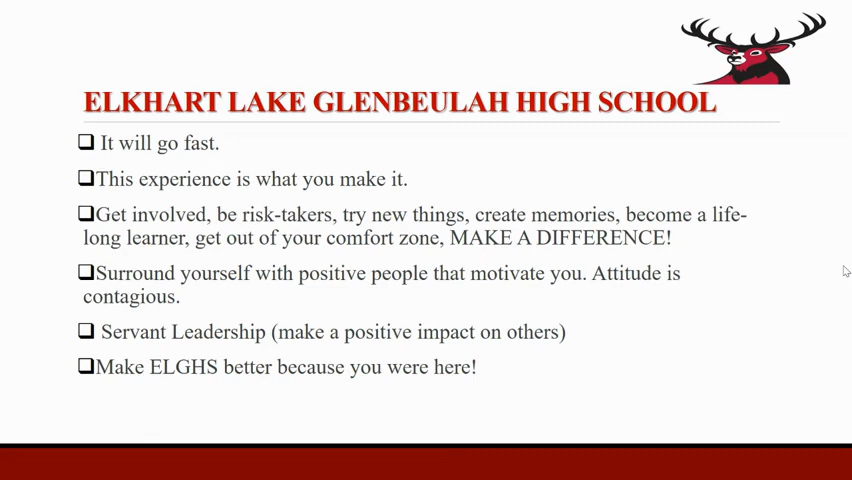 ELKHART LAKE GLENBEULAH HIGH SCHOOL
It will go fast.
This experience is what you make it.
Get involved, be risk-takers, try new things, create memories, become a life-
long learner, get out of your comfort zone, MAKE A DIFFERENCE!
Surround yourself with positive people that motivate you. Attitude is
contagious.
Servant Leadership (make a positive impact on others)
Make ELGHS better because you were here!